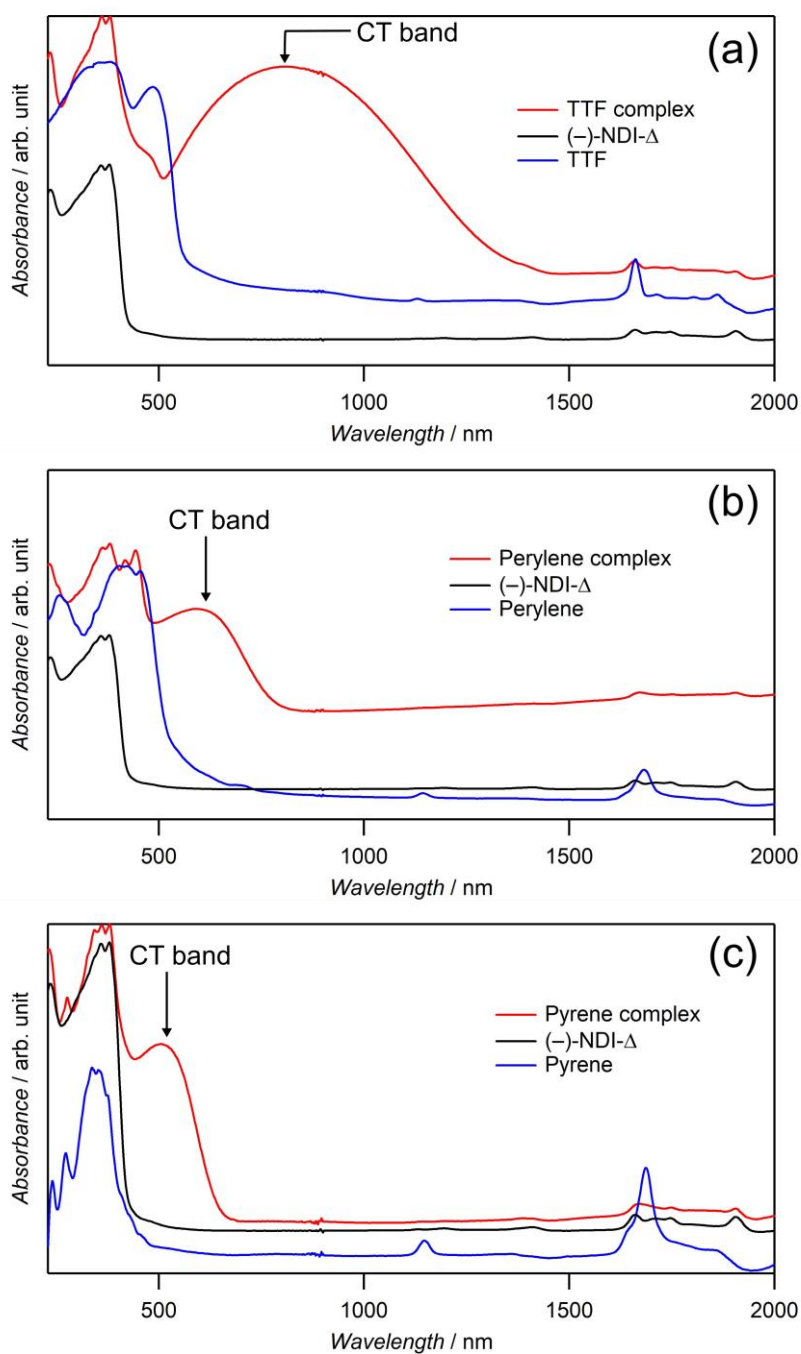 (a)
CT band
TTF complex
(–)-NDI-Δ
TTF
Absorbance / arb. unit
500 1000 1500 2000
Wavelength / nm
(b)
CT band
Perylene complex
(–)-NDI-Δ
Perylene
Absorbance / arb. unit
500 1000 1500 2000
Wavelength / nm
(c)
CT band
Pyrene complex
(–)-NDI-Δ
Pyrene
Absorbance / arb. unit
500 1000 1500 2000
Wavelength / nm